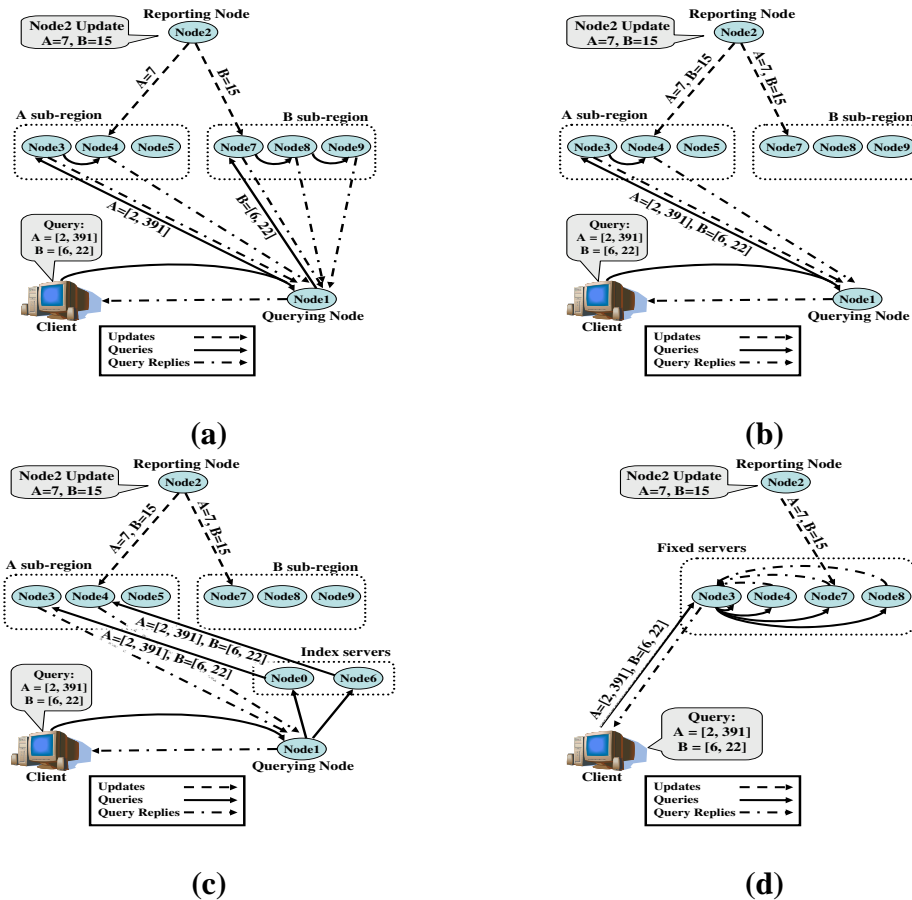 Reporting Node
Node2 Update
A=7, B=15
Node2
A=7
B=15
A sub-region
B sub-region
Node3
Node4
Node5
Node7
Node8
Node9
A=[2, 391]
B=[6, 22]
Query:
A = [2, 391]
B = [6, 22]
Client
Node1
Querying Node
Updates
Queries
Query Replies
(a)
Reporting Node
Node2 Update
A=7, B=15
Node2
A=7, B=15
A=7, B=15
A sub-region
B sub-region
Node3
Node4
Node5
Node7
Node8
Node9
A=[2, 391], B=[6, 22]
Query:
A = [2, 391]
B = [6, 22]
Client
Node1
Querying Node
Updates
Queries
Query Replies
(b)
Reporting Node
Node2 Update
A=7, B=15
Node2
A=7, B=15
A=7, B=15
A sub-region
B sub-region
Node3
Node4
Node5
Node7
Node8
Node9
A=[2, 391], B=[6, 22]
A=[2, 391], B=[6, 22]
Index servers
Node0
Node6
Query:
A = [2, 391]
B = [6, 22]
Client
Node1
Querying Node
Updates
Queries
Query Replies
(c)
Reporting Node
Node2 Update
A=7, B=15
Node2
A=7, B=15
Fixed servers
Node3
Node4
Node7
Node8
A=[2, 391], B=[6, 22]
Query:
A = [2, 391]
B = [6, 22]
Client
Updates
Queries
Query Replies
(d)